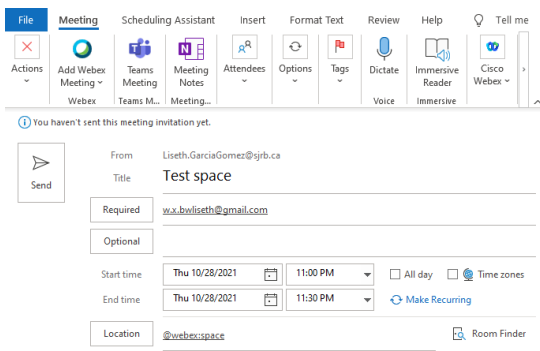 File Meeting Scheduling Assistant Insert Format Text Review Help Tell me
Actions Add Webex Meeting Teams Meeting Meeting Notes Attendees Options Tags Dictate Immersive Reader Cisco Webex
Webex Teams M... Meeting... Voice Immersive
You haven't sent this meeting invitation yet.
From Liseth.GarciaGomez@sjrb.ca
Send
Title Test space
Required w.x.bwliseth@gmail.com
Optional
Start time Thu 10/28/2021 11:00 PM All day Time zones
End time Thu 10/28/2021 11:30 PM Make Recurring
Location @webex:space Room Finder